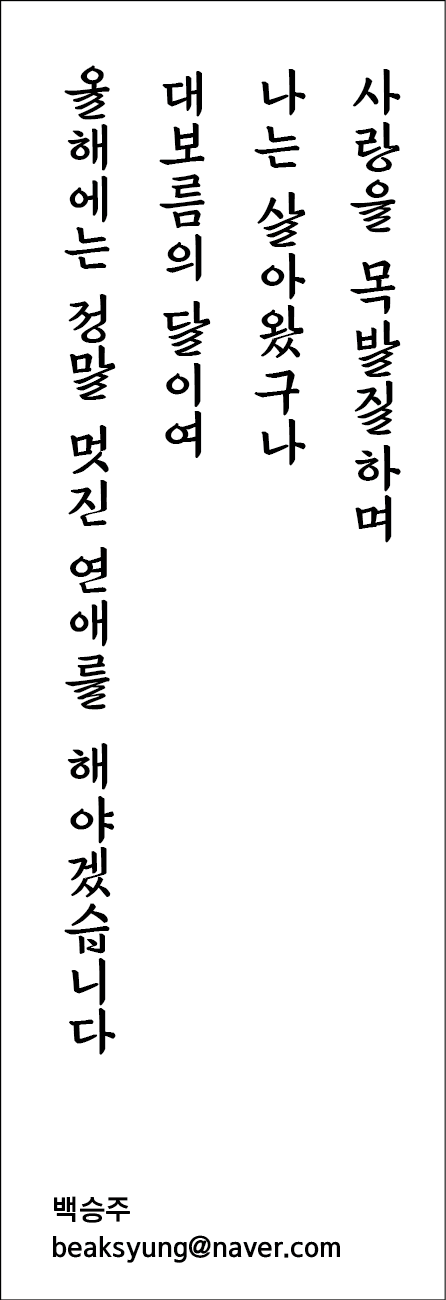 사랑을 목발질하며
나는 살아왔구나
대보름의 달이여
올해에는 정말 멋진 연애를 해야겠습니다
백승주
beaksyung@naver.com